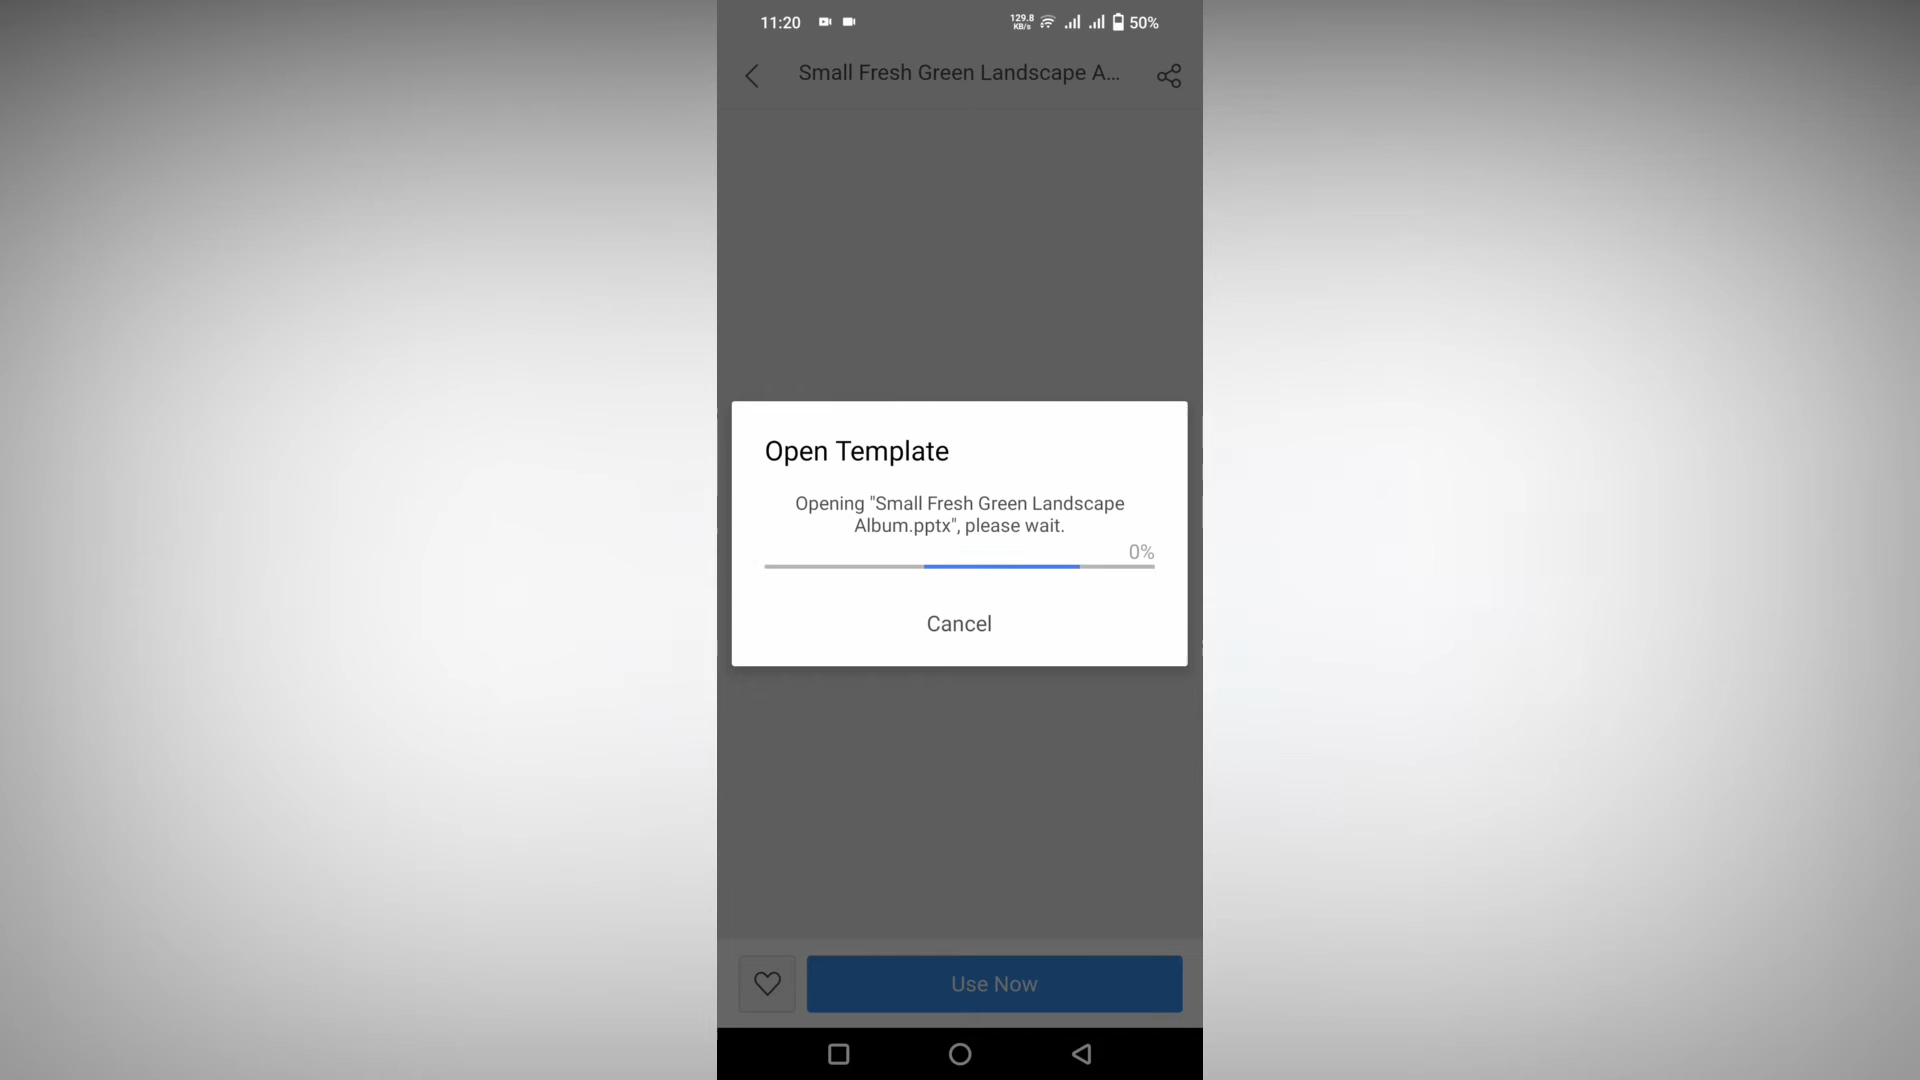 11:20
129.8
KB/s
50%
Small Fresh Green Landscape A...
Open Template
Opening "Small Fresh Green Landscape
Album.pptx", please wait.
0%
Cancel
Use Now